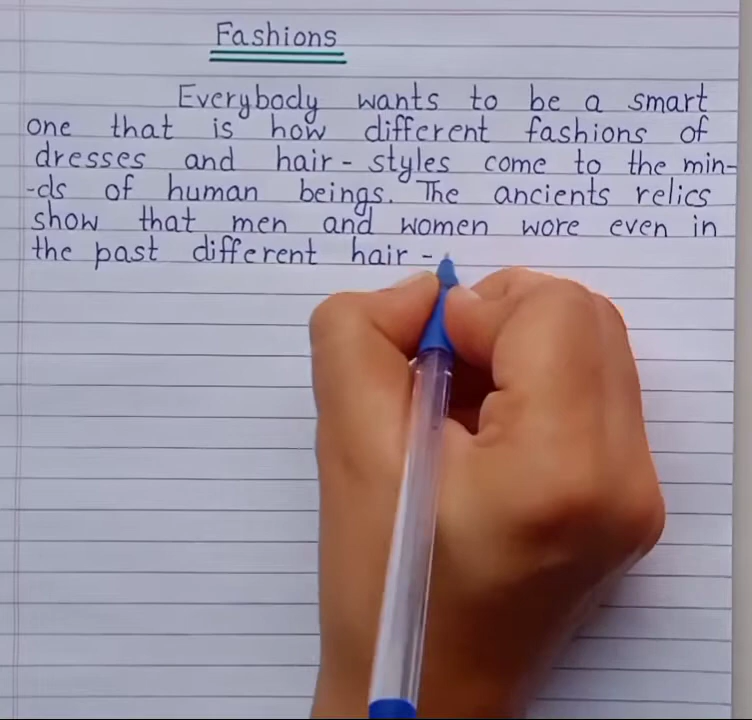 Fashions
Everybody wants to be a smart
one that is how different fashions of
dresses and hair - styles come to the min-
-ds of human beings. The ancients relics
show that men and women wore even in
the past different hair -